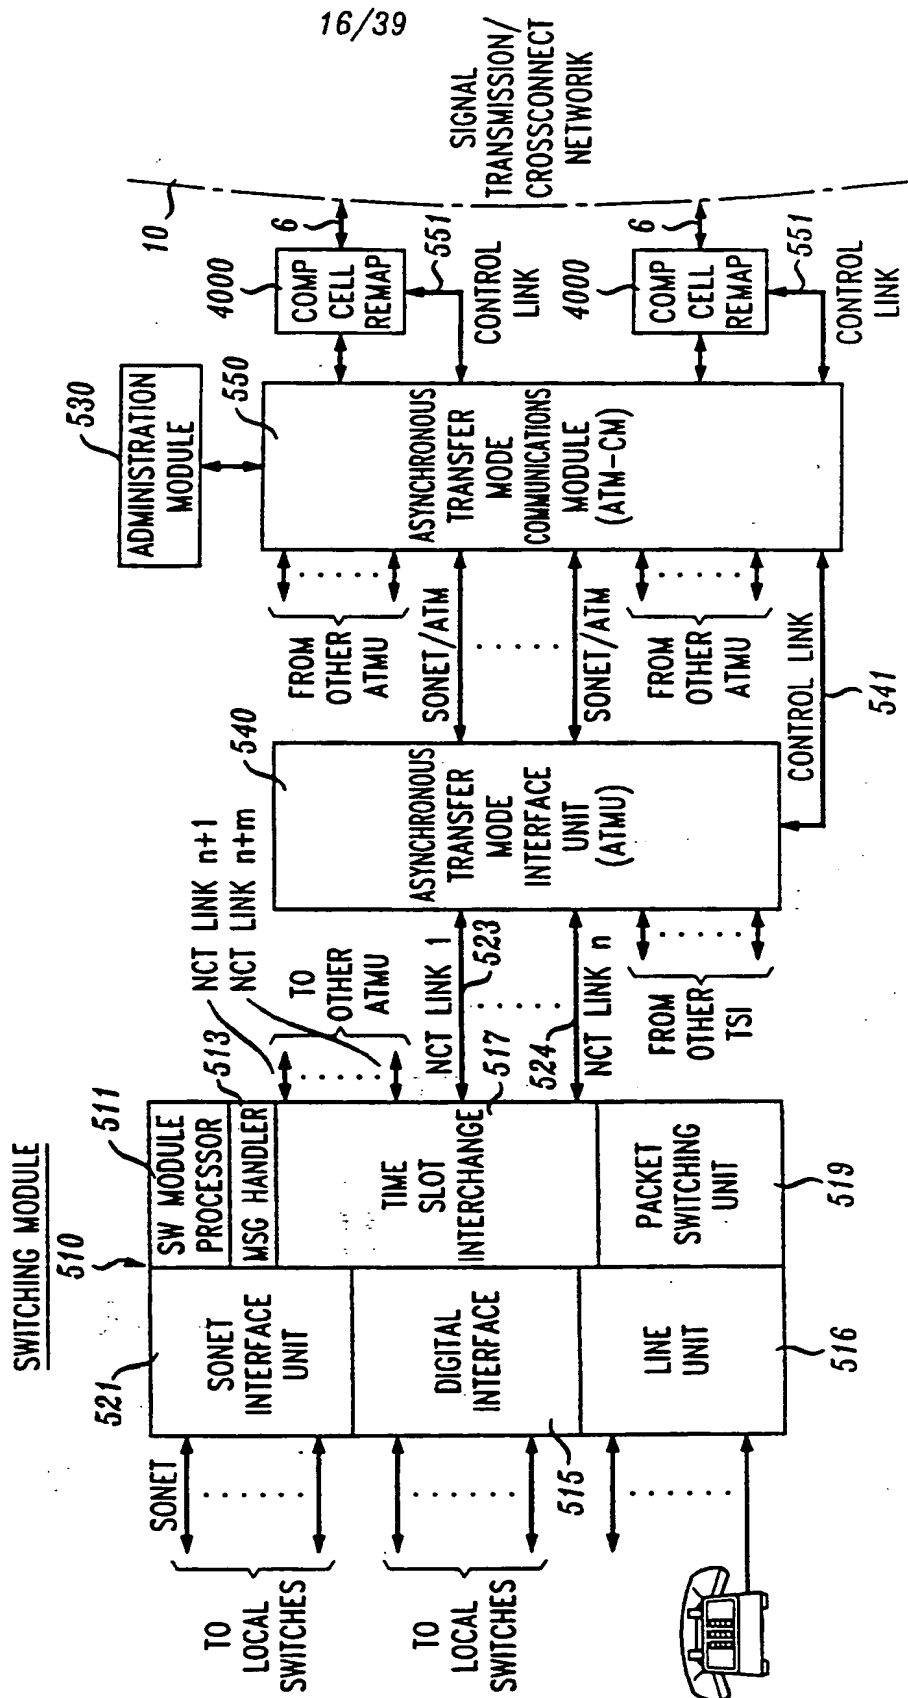 16/39
SWITCHING MODULE
510
521
SONET
INTERFACE
UNIT
DIGITAL
INTERFACE
515
LINE
UNIT
516
SONET
TO
LOCAL
SWITCHES
TO
LOCAL
SWITCHES
511
SW MODULE
PROCESSOR
513
MSG HANDLER
TIME
SLOT
INTERCHANGE
517
PACKET
SWITCHING
UNIT
519
NCT LINK n+1
NCT LINK n+m
TO
OTHER
ATMU
NCT LINK 1
523
524
NCT LINK n
FROM
OTHER
TSI
540
ASYNCHRONOUS
TRANSFER
MODE
INTERFACE
UNIT
(ATMU)
FROM
OTHER
ATMU
SONET/ATM
SONET/ATM
FROM
OTHER
ATMU
CONTROL LINK
541
530
ADMINISTRATION
MODULE
550
ASYNCHRONOUS
TRANSFER
MODE
COMMUNICATIONS
MODULE
(ATM-CM)
4000
COMP
CELL
REMAP
6
551
CONTROL
LINK
4000
COMP
CELL
REMAP
6
551
CONTROL
LINK
10
SIGNAL
TRANSMISSION/
CROSSCONNECT
NETWORK